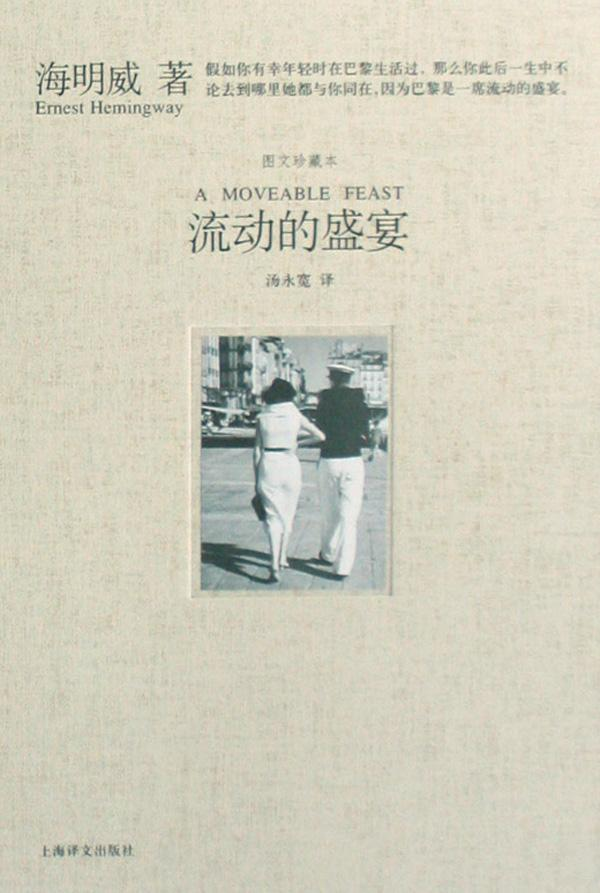 海明威 著
Ernest Hemingway
假如你有幸年轻时在巴黎生活过，那么你此后一生中不
论去到哪里她都与你同在，因为巴黎是一席流动的盛宴。
图文珍藏本
A MOVEABLE FEAST
流动的盛宴
汤永宽 译
上海译文出版社